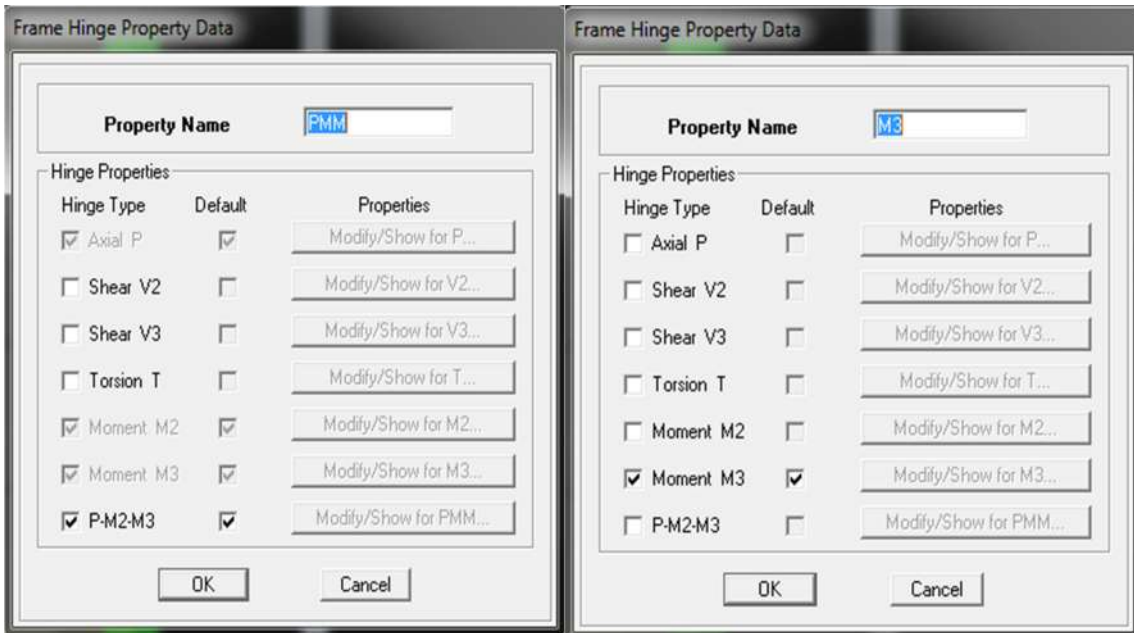 Frame Hinge Property Data
Property Name PMM
Hinge Properties
Hinge Type Default Properties
Axial P Modify/Show for P...
Shear V2 Modify/Show for V2...
Shear V3 Modify/Show for V3...
Torsion T Modify/Show for T...
Moment M2 Modify/Show for M2...
Moment M3 Modify/Show for M3...
P-M2-M3 Modify/Show for PMM...
OK Cancel
Frame Hinge Property Data
Property Name M3
Hinge Properties
Hinge Type Default Properties
Axial P Modify/Show for P...
Shear V2 Modify/Show for V2...
Shear V3 Modify/Show for V3...
Torsion T Modify/Show for T...
Moment M2 Modify/Show for M2...
Moment M3 Modify/Show for M3...
P-M2-M3 Modify/Show for PMM...
OK Cancel